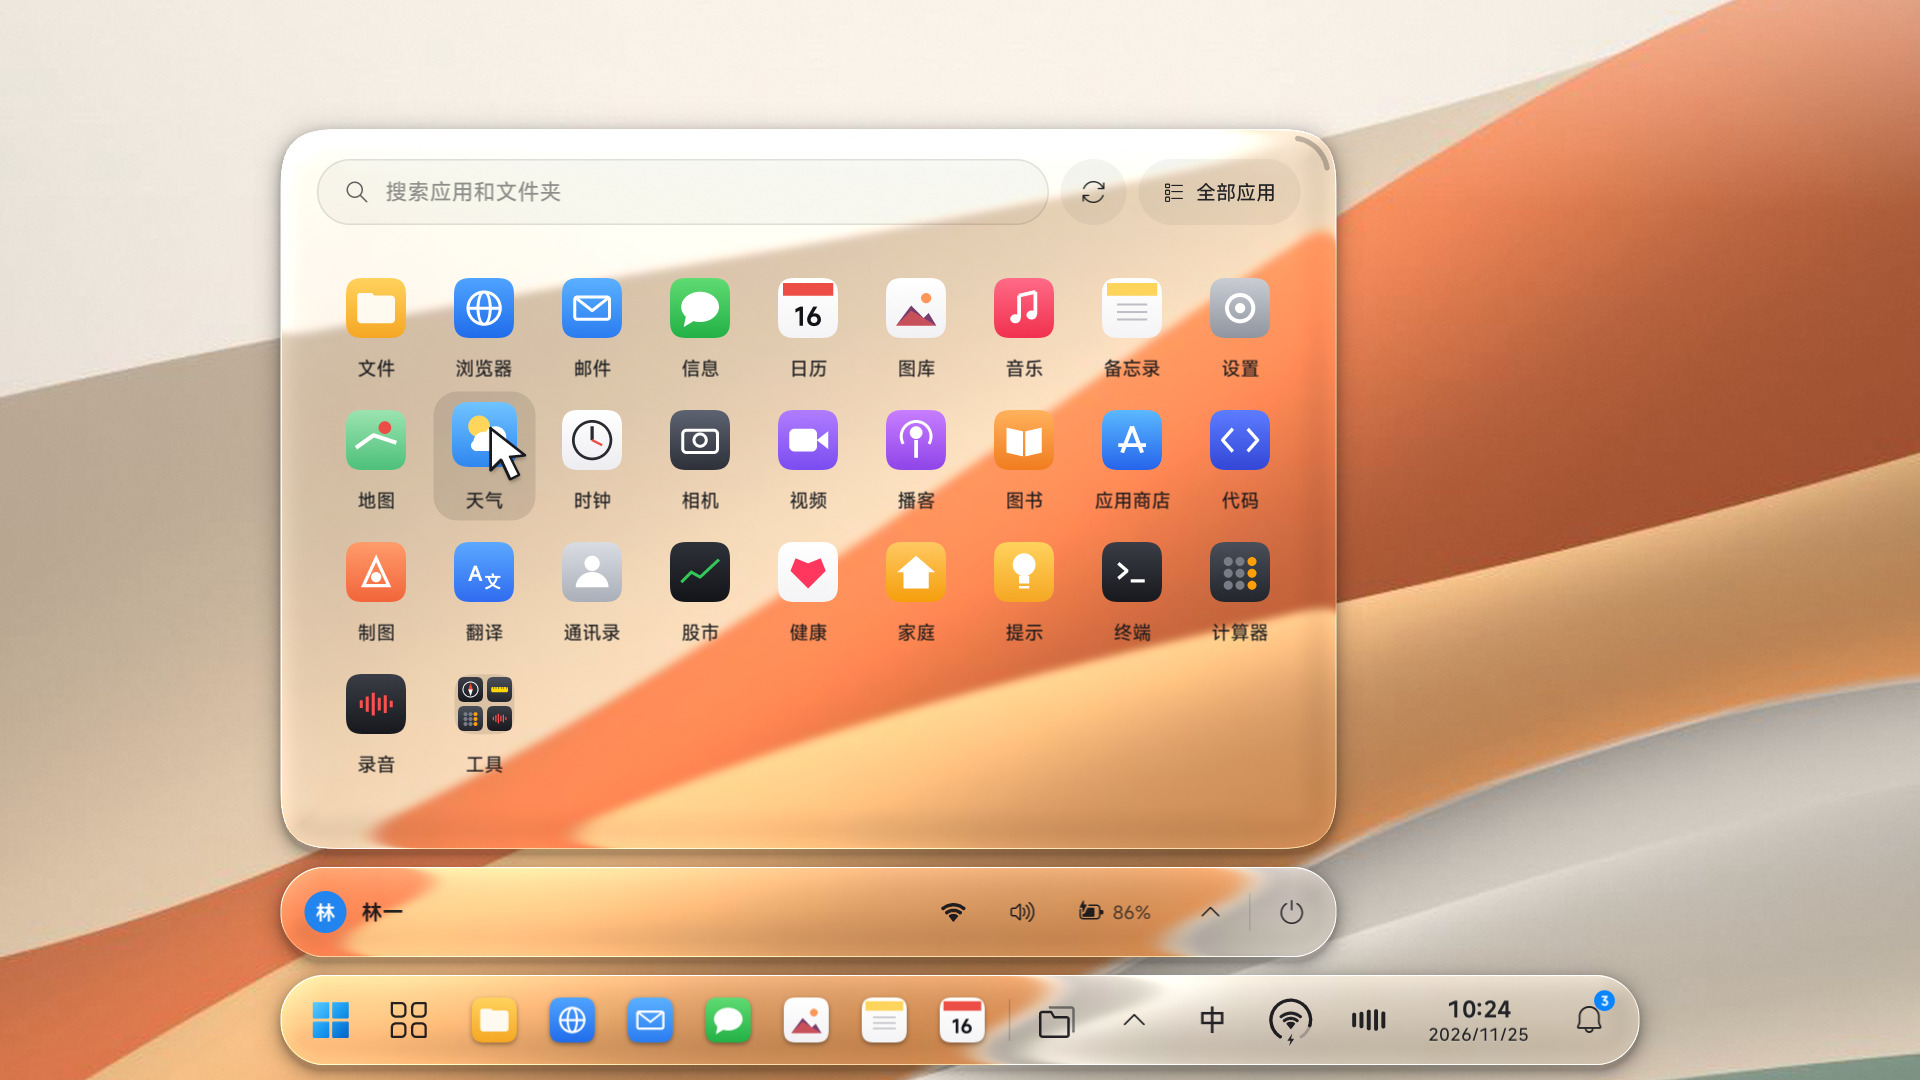 搜索应用和文件夹
全部应用
文件 浏览器 邮件 信息 16 日历 图库 音乐 备忘录 设置
地图 天气 时钟 相机 视频 播客 图书 应用商店 代码
制图 A文 翻译 通讯录 股市 健康 家庭 提示 终端 计算器
录音 工具
林 林一 86%
16 中 10:24 3
2026/11/25